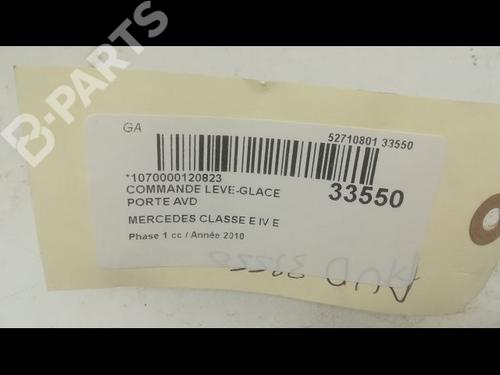 B-PARTS
GA
52710801 33550
*1070000120823
33550
COMMANDE LEVE-GLACE
PORTE AVD
MERCEDES CLASSE E IV E
Phase 1 cc / Année 2010